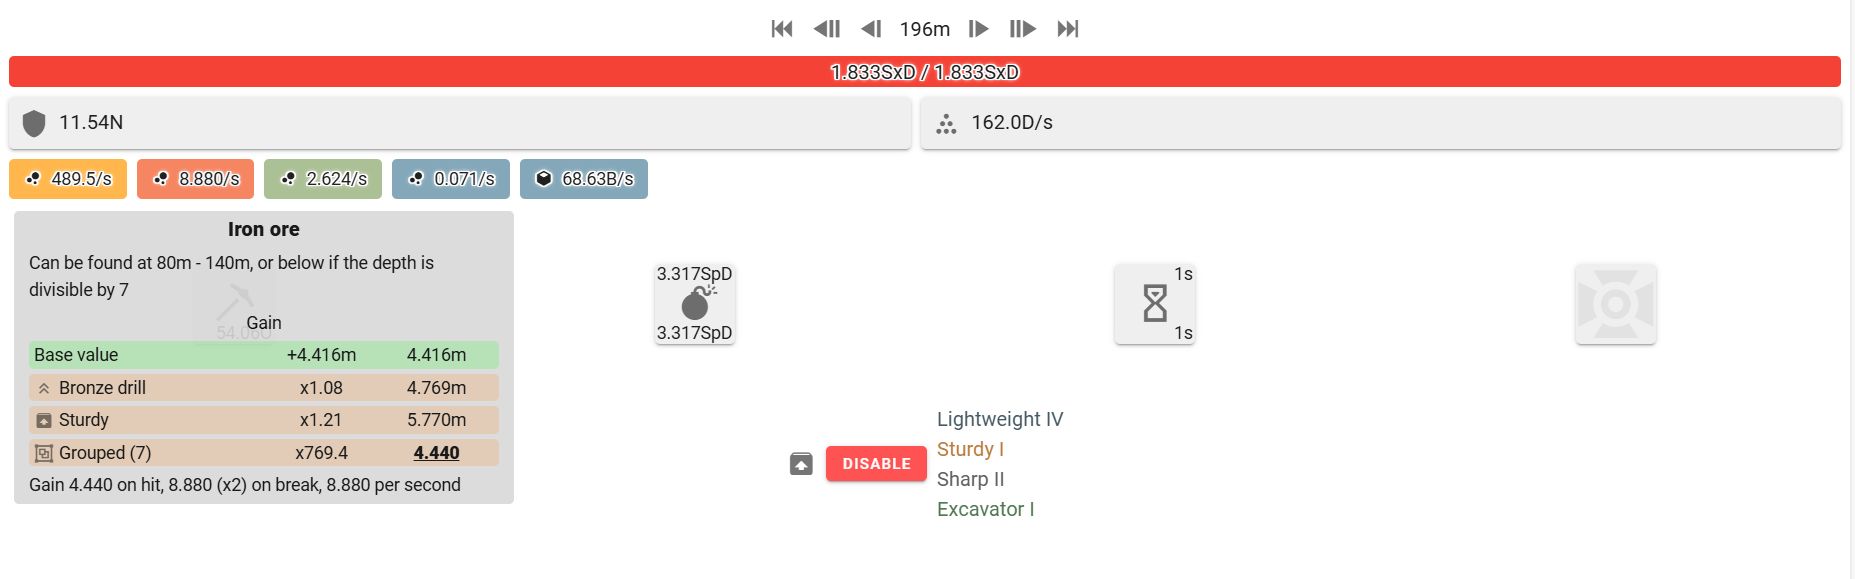 196m
1.833SxD / 1.833SxD
11.54N
162.0D/s
489.5/s
8.880/s
2.624/s
0.071/s
68.63B/s
Iron ore
Can be found at 80m - 140m, or below if the depth is
divisible by 7
Gain
54.06O
Base value +4.416m 4.416m
Bronze drill x1.08 4.769m
Sturdy x1.21 5.770m
Grouped (7) x769.4 4.440
Gain 4.440 on hit, 8.880 (x2) on break, 8.880 per second
3.317SpD
3.317SpD
1s
1s
DISABLE
Lightweight IV
Sturdy I
Sharp II
Excavator I